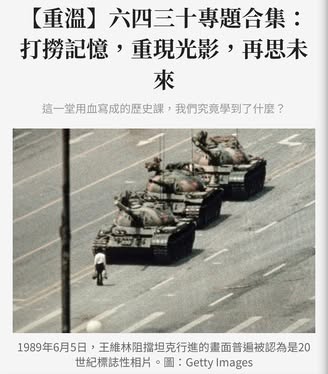 【重溫】六四三十專題合集：
打撈記憶，重現光影，再思未
來
這一堂用血寫成的歷史課，我們究竟學到了什麼？
1989年6月5日，王維林阻擋坦克行進的畫面普遍被認為是20
世紀標誌性相片。圖：Getty Images